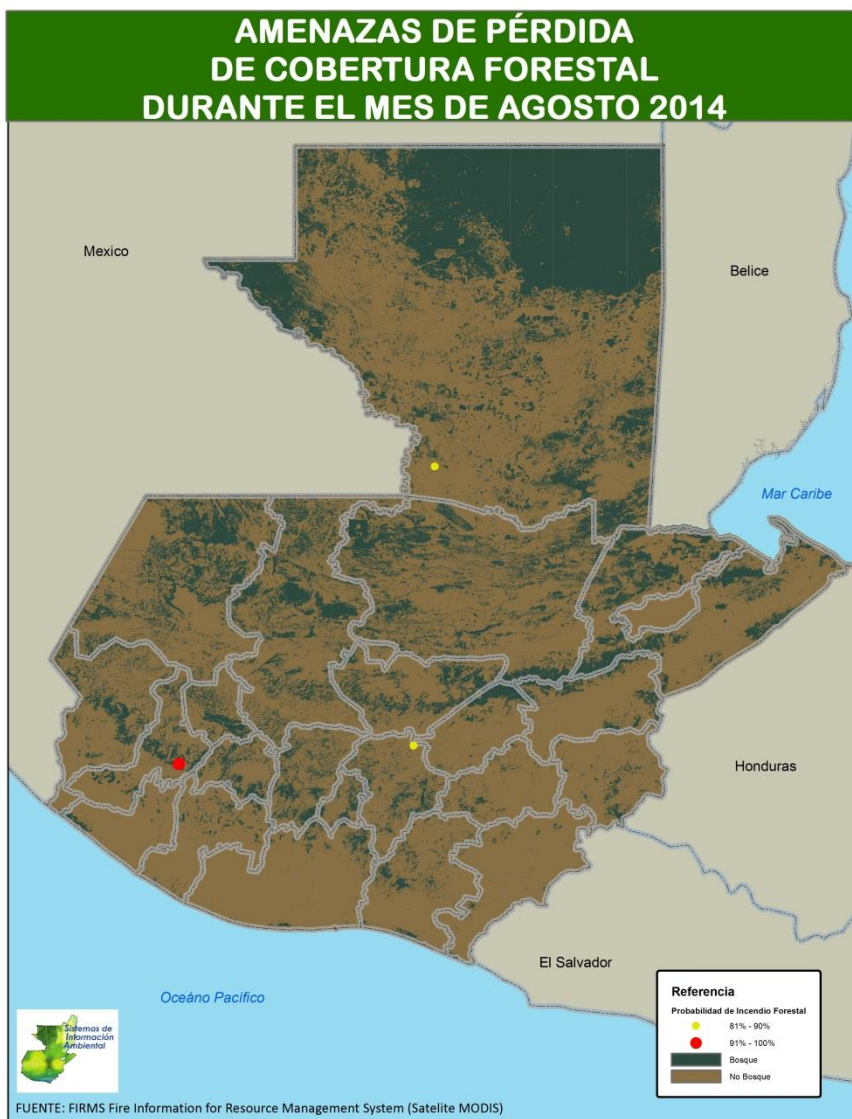 AMENAZAS DE PÉRDIDA
DE COBERTURA FORESTAL
DURANTE EL MES DE AGOSTO 2014
Mexico
Belice
Mar Caribe
Honduras
El Salvador
Oceáno Pacífico
Referencia
Probabilidad de Incendio Forestal
81% - 90%
91% - 100%
Bosque
No Bosque
Sistemas de
Información
Ambiental
FUENTE: FIRMS Fire Information for Resource Management System (Satelite MODIS)